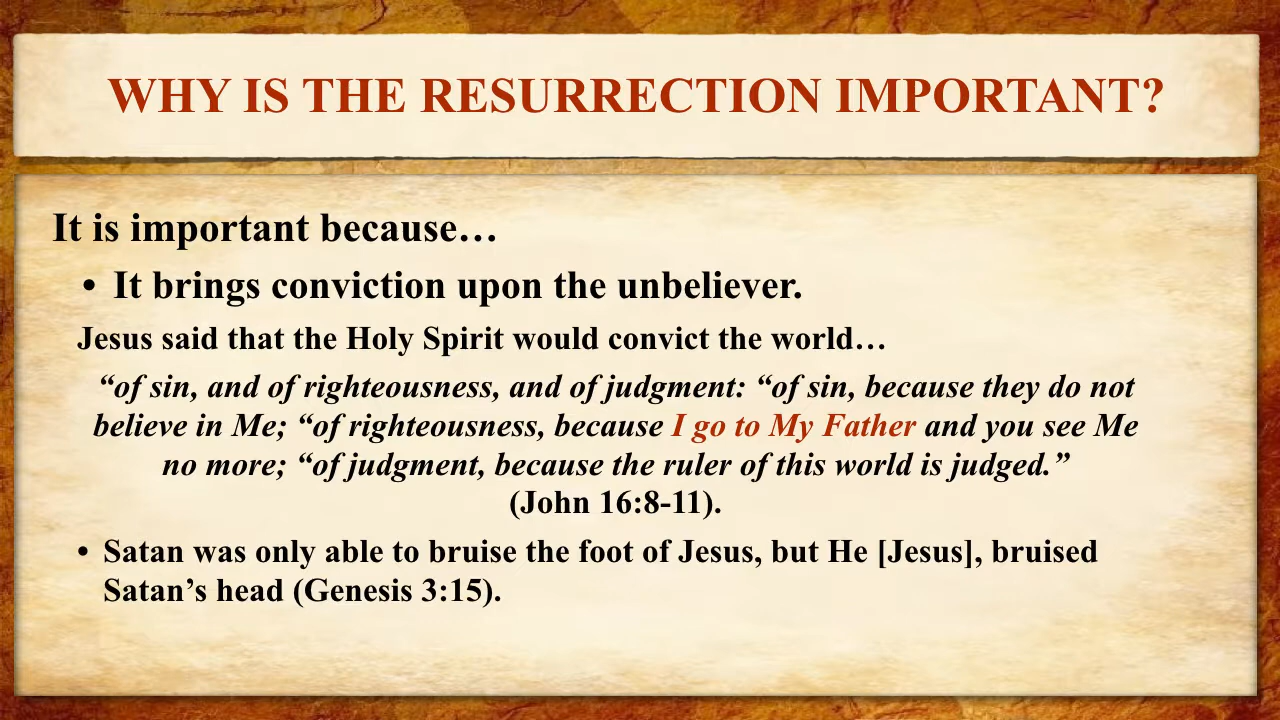 WHY IS THE RESURRECTION IMPORTANT?
It is important because…
• It brings conviction upon the unbeliever.
Jesus said that the Holy Spirit would convict the world…
“of sin, and of righteousness, and of judgment: “of sin, because they do not
believe in Me; “of righteousness, because I go to My Father and you see Me
no more; “of judgment, because the ruler of this world is judged.”
(John 16:8-11).
• Satan was only able to bruise the foot of Jesus, but He [Jesus], bruised
Satan’s head (Genesis 3:15).